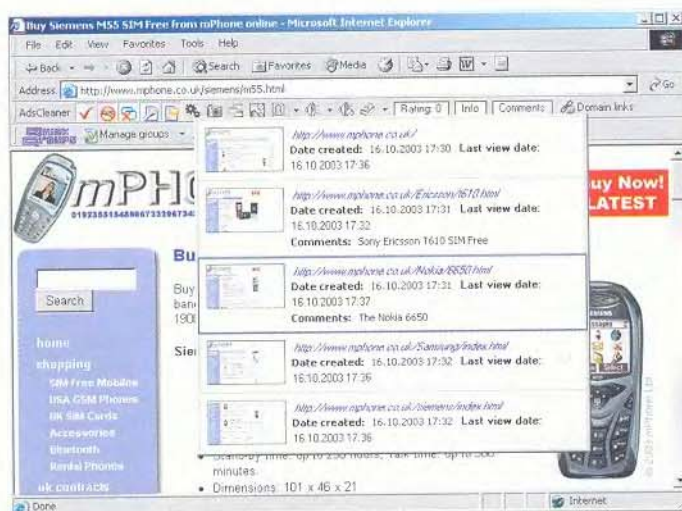 Buy Siemens M55 SIM Free from mPhone online - Microsoft Internet Explorer
File Edit View Favorites Tools Help
Back Search Favorites Media
Address http://www.mphone.co.uk/siemens/m55.html Go
AdsCleaner Rating: 0 Info Comments Domain links
Manage groups
http://www.mphone.co.uk/
Date created: 16.10.2003 17:30 Last view date:
16.10.2003 17:36
http://www.mphone.co.uk/Ericsson/t610.html
Date created: 16.10.2003 17:31 Last view date:
16.10.2003 17:32
Comments: Sony Ericsson T610 SIM Free
http://www.mphone.co.uk/Nokia/6650.html
Date created: 16.10.2003 17:31 Last view date:
16.10.2003 17:37
Comments: The Nokia 6650
http://www.mphone.co.uk/Samsung/index.html
Date created: 16.10.2003 17:32 Last view date:
16.10.2003 17:36
http://www.mphone.co.uk/siemens/index.html
Date created: 16.10.2003 17:32 Last view date:
16.10.2003 17:36
mPH
uy Now!
LATEST
Search
home
shopping
SIM Free Mobiles
USA GSM Phones
UK SIM Cards
Accessories
Bluetooth
Rental Phones
uk contracts
Bu
Buy
ban
190
Sie
minutes.
Dimensions: 101 x 46 x 21
SIEMENS
Select
© 2003 mPhone Ltd
Done Internet